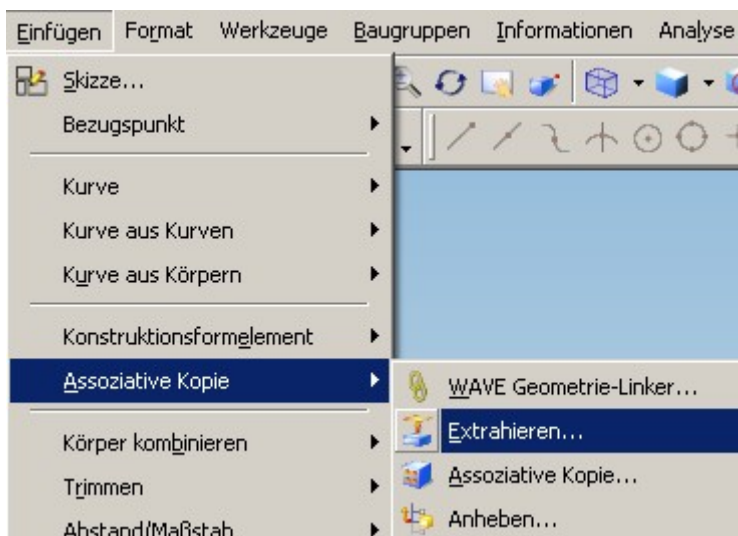 Einfügen Format Werkzeuge Baugruppen Informationen Analyse
Skizze...
Bezugspunkt
Kurve
Kurve aus Kurven
Kurve aus Körpern
Konstruktionsformelement
Assoziative Kopie
Körper kombinieren
Trimmen
Abstand/Maßstab
WAVE Geometrie-Linker...
Extrahieren...
Assoziative Kopie...
Anheben...